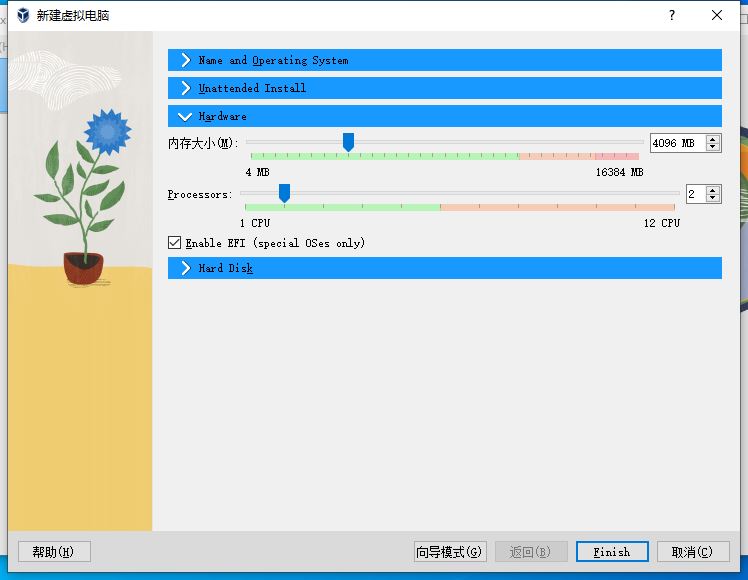 新建虚拟电脑
Name and Operating System
Unattended Install
Hardware
内存大小(M): 4096 MB
4 MB 16384 MB
Processors: 2
1 CPU 12 CPU
Enable EFI (special OSes only)
Hard Disk
帮助(H) 向导模式(G) 返回(B) Finish 取消(C)